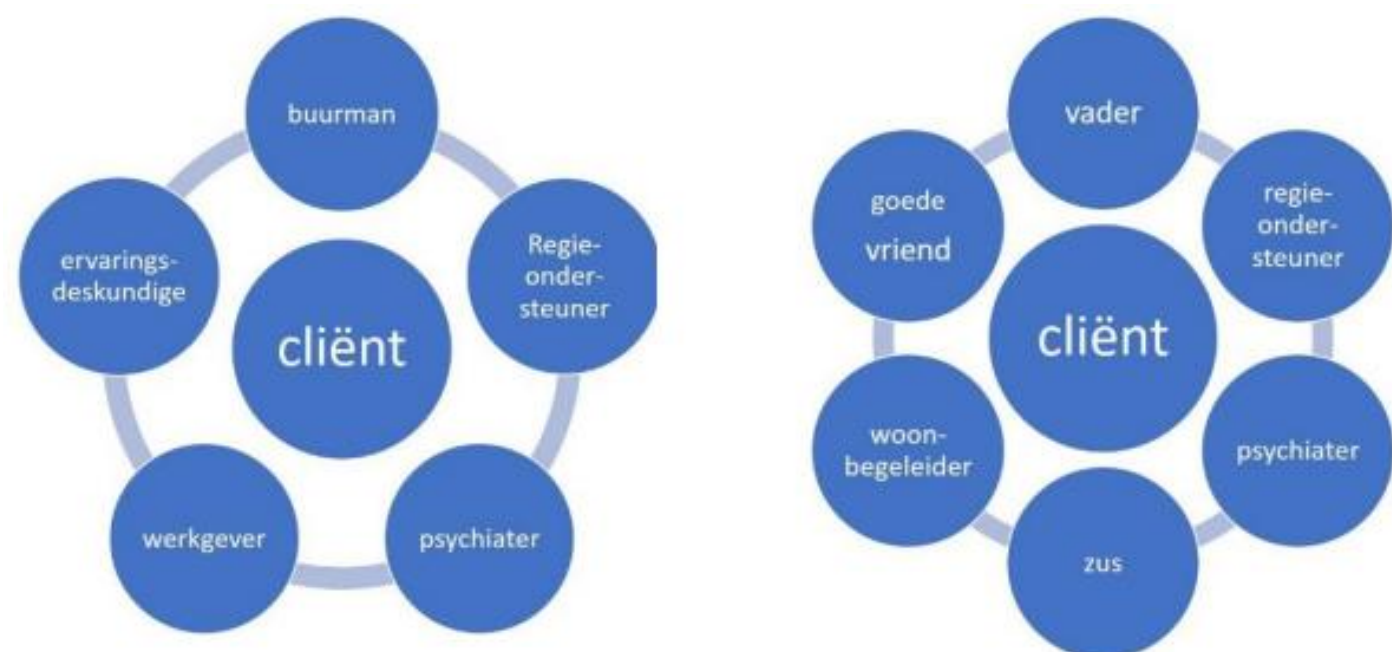 buurman
Regie-
onder-
steuner
psychiater
werkgever
ervarings-
deskundige
cliënt
vader
regie-
onder-
steuner
psychiater
zus
woon-
begeleider
goede
vriend
cliënt